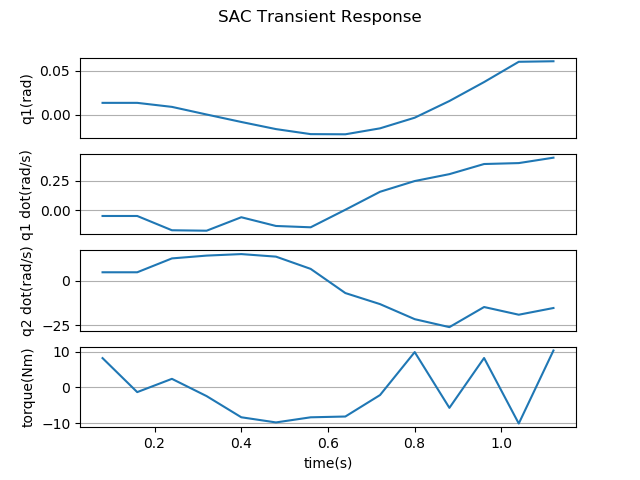 SAC Transient Response
q1(rad)
0.05
0.00
q1 dot(rad/s)
0.25
0.00
q2 dot(rad/s)
0
−25
torque(Nm)
10
0
−10
0.2 0.4 0.6 0.8 1.0
time(s)